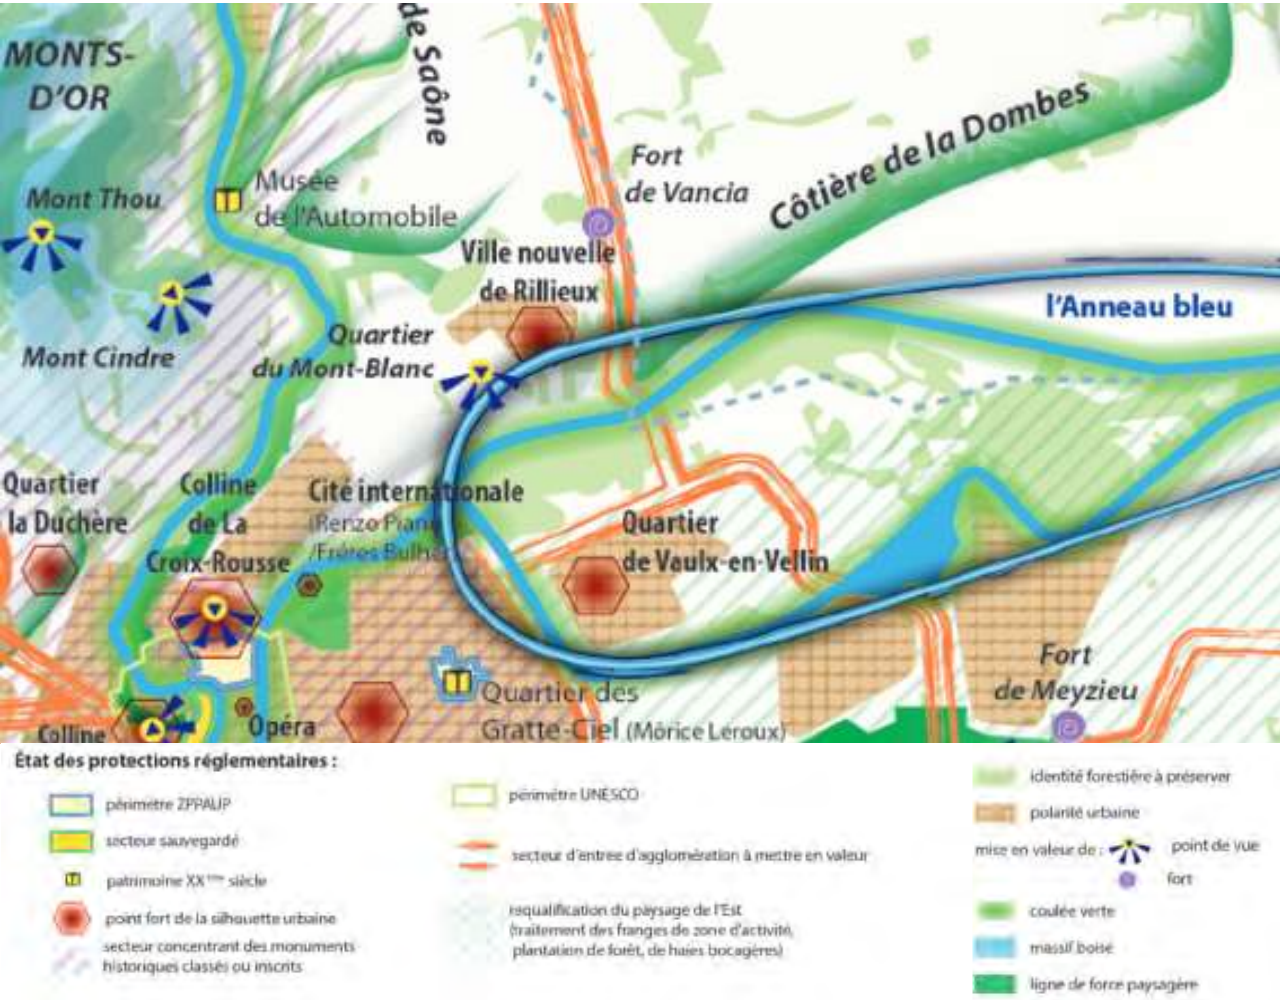 MONTS-
D'OR
de Saône
Côtière de la Dombes
Fort
de Vancia
Musée
de l'Automobile
Mont Thou
Ville nouvelle
de Rillieux
l'Anneau bleu
Quartier
du Mont-Blanc
Mont Cindre
Quartier
la Duchère
Colline
de La
Croix-Rousse
Cité internationale
(Renzo Piano
/Frères Bulha
Quartier
de Vaulx-en-Vellin
Fort
de Meyzieu
Quartier des
Gratte-Ciel (Môrice Leroux)
Opéra
Colline
État des protections réglementaires :
périmètre ZPPAUP
secteur sauvegardé
patrimoine XXème siècle
point fort de la silhouette urbaine
secteur concentrant des monuments
historiques classés ou inscrits
périmètre UNESCO
secteur d'entree d'agglomération à mettre en valeur
requalification du paysage de l'Est
(traitement des franges de zone d'activité,
plantation de forêt, de haies bocagères)
identité forestière à préserver
polarité urbaine
mise en valeur de : point de vue
fort
coulée verte
massif boisé
ligne de force paysagère